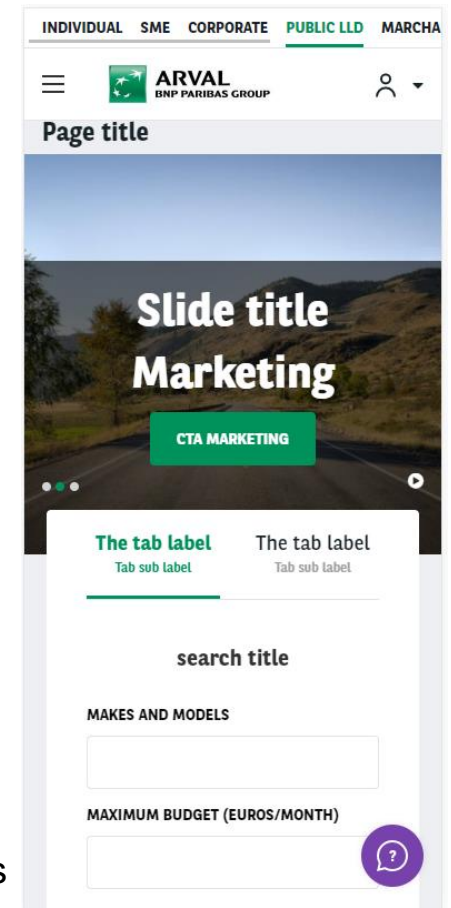 INDIVIDUAL SME CORPORATE PUBLIC LLD MARCHA
ARVAL
BNP PARIBAS GROUP
Page title
Slide title
Marketing
CTA MARKETING
The tab label The tab label
Tab sub label Tab sub label
search title
MAKES AND MODELS
MAXIMUM BUDGET (EUROS/MONTH)
?
s